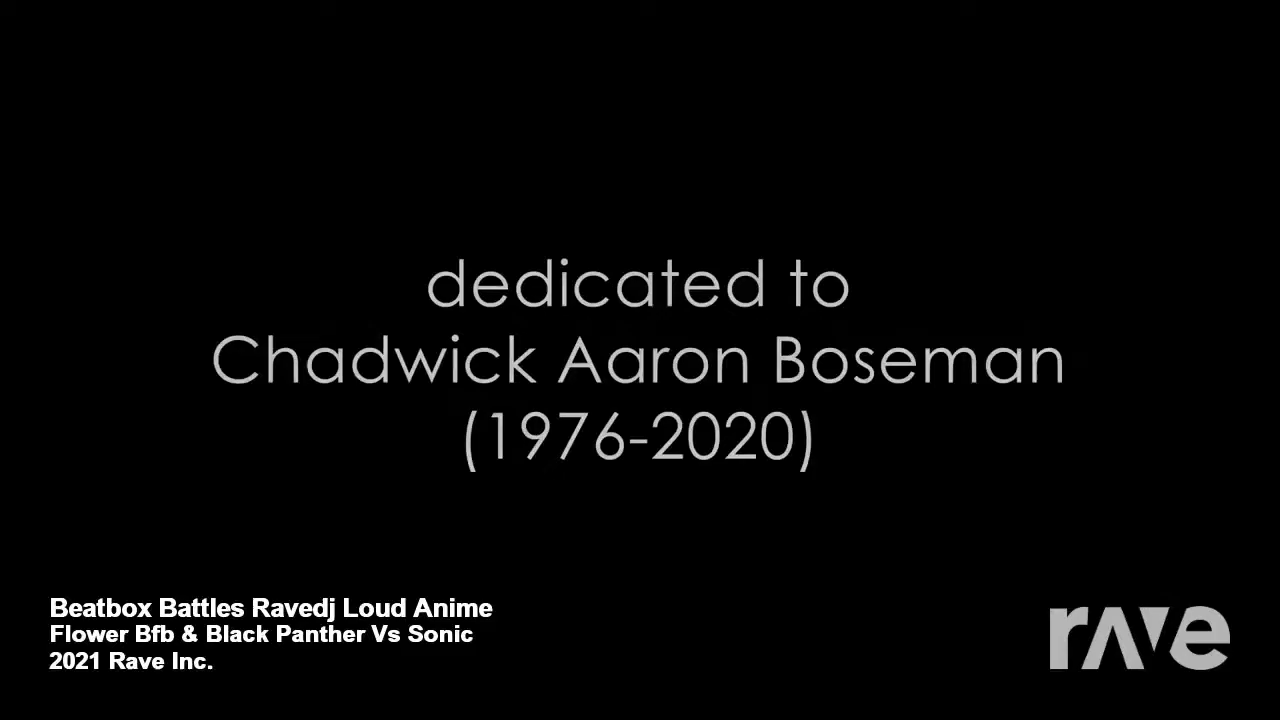 dedicated to
Chadwick Aaron Boseman
(1976-2020)
Beatbox Battles Ravedj Loud Anime
Flower Bfb & Black Panther Vs Sonic
2021 Rave Inc.
rave